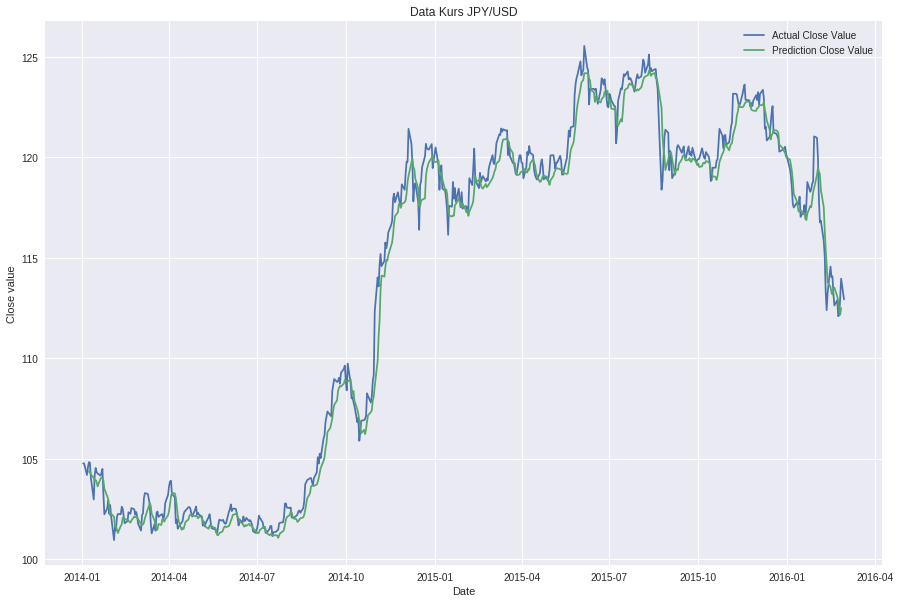 Data Kurs JPY/USD
Actual Close Value
Prediction Close Value
Close value
125
120
115
110
105
100
2014-01 2014-04 2014-07 2014-10 2015-01 2015-04 2015-07 2015-10 2016-01 2016-04
Date